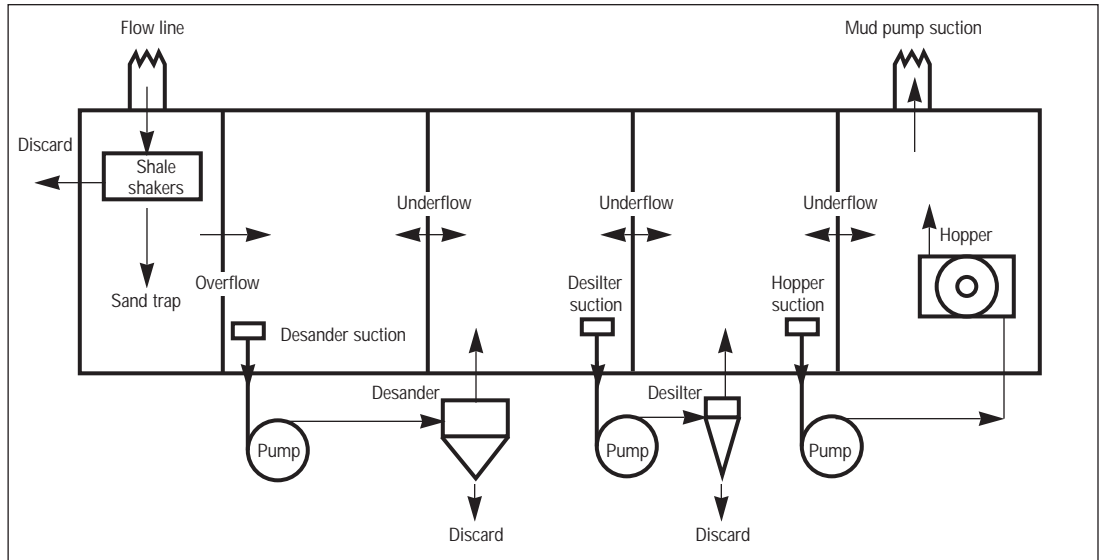 Flow line
Mud pump suction
Discard
Shale
shakers
Underflow
Underflow
Underflow
Hopper
Overflow
Sand trap
Desilter
suction
Hopper
suction
Desander suction
Desander
Desilter
Pump
Pump
Pump
Discard
Discard